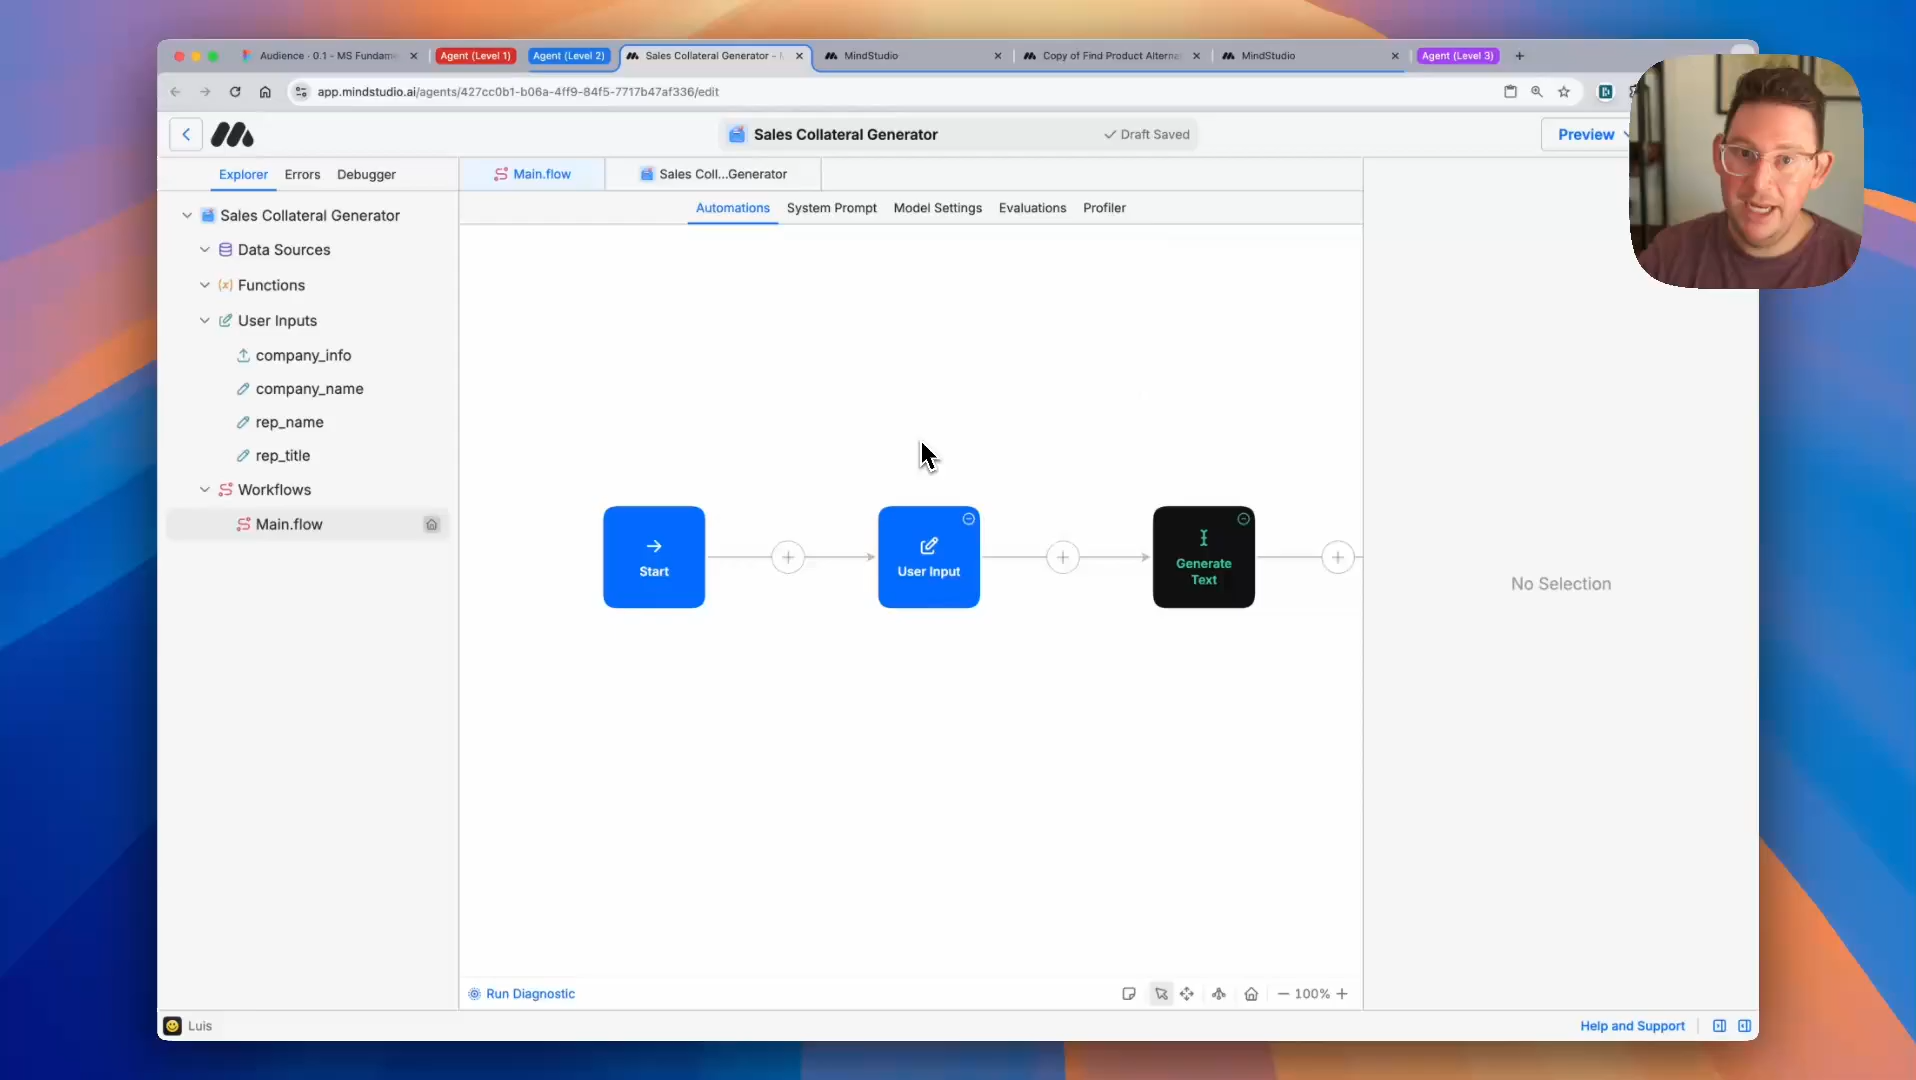 Audience · 0.1 - MS Fundam
Agent (Level 1)
Agent (Level 2)
Sales Collateral Generator -
MindStudio
Copy of Find Product Alterna
MindStudio
Agent (Level 3)
app.mindstudio.ai/agents/427cc0b1-b06a-4ff9-84f5-7717b47af336/edit
Sales Collateral Generator
Draft Saved
Preview
Explorer
Errors
Debugger
Main.flow
Sales Coll...Generator
Automations
System Prompt
Model Settings
Evaluations
Profiler
Sales Collateral Generator
Data Sources
Functions
User Inputs
company_info
company_name
rep_name
rep_title
Workflows
Main.flow
Start
User Input
Generate
Text
No Selection
Run Diagnostic
100%
Luis
Help and Support